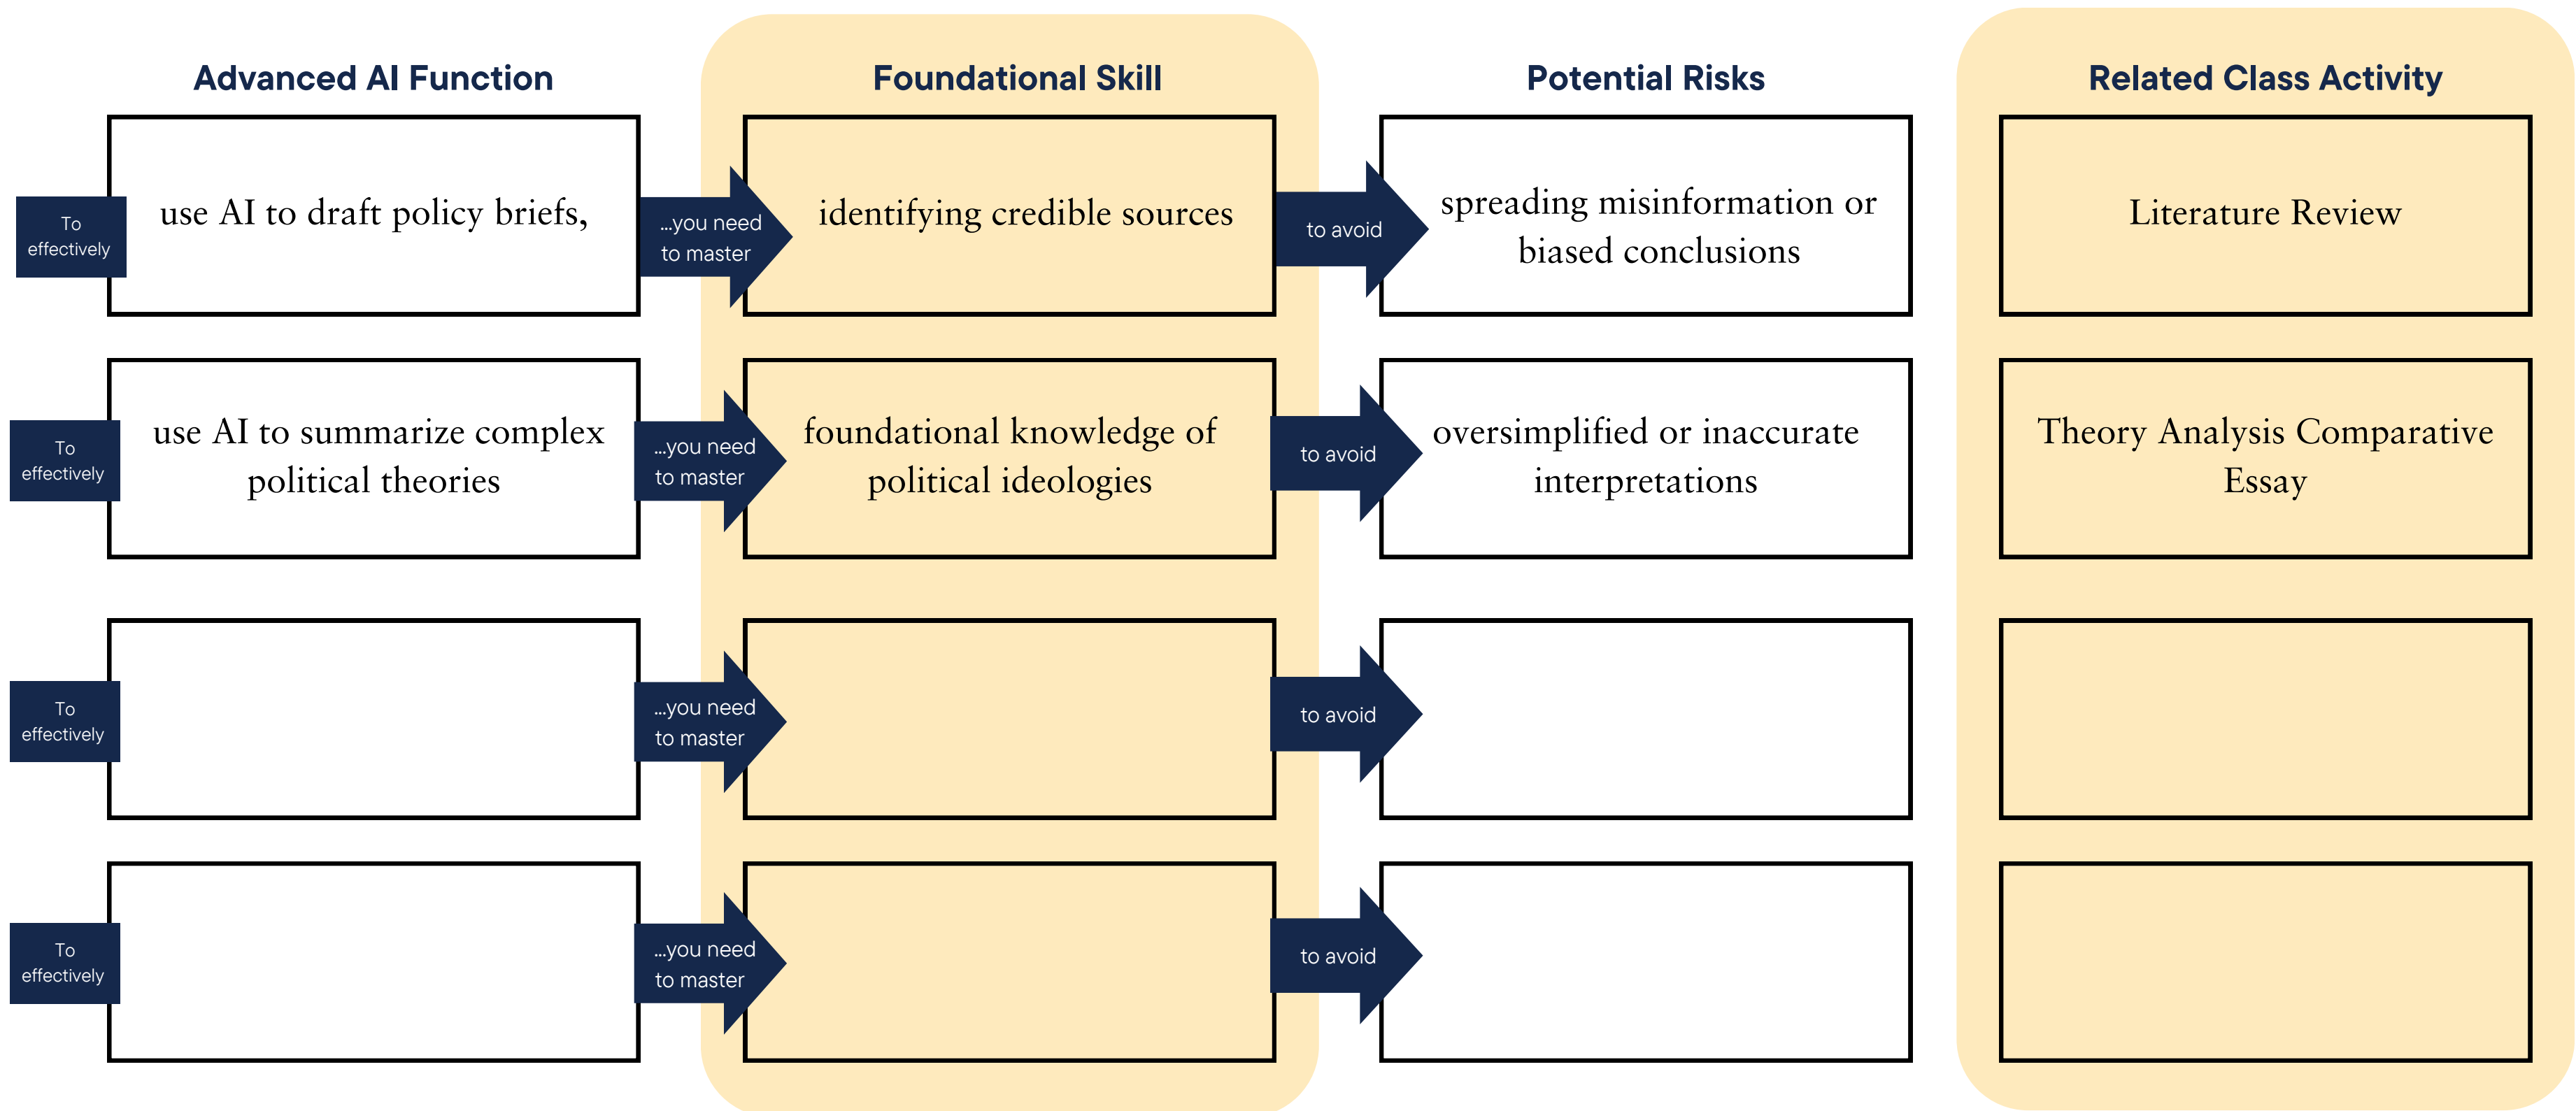 Advanced AI Function
Foundational Skill
Potential Risks
Related Class Activity
To
effectively
use AI to draft policy briefs,
...you need
to master
identifying credible sources
to avoid
spreading misinformation or
biased conclusions
Literature Review
To
effectively
use AI to summarize complex
political theories
...you need
to master
foundational knowledge of
political ideologies
to avoid
oversimplified or inaccurate
interpretations
Theory Analysis Comparative
Essay
To
effectively
...you need
to master
to avoid
To
effectively
...you need
to master
to avoid